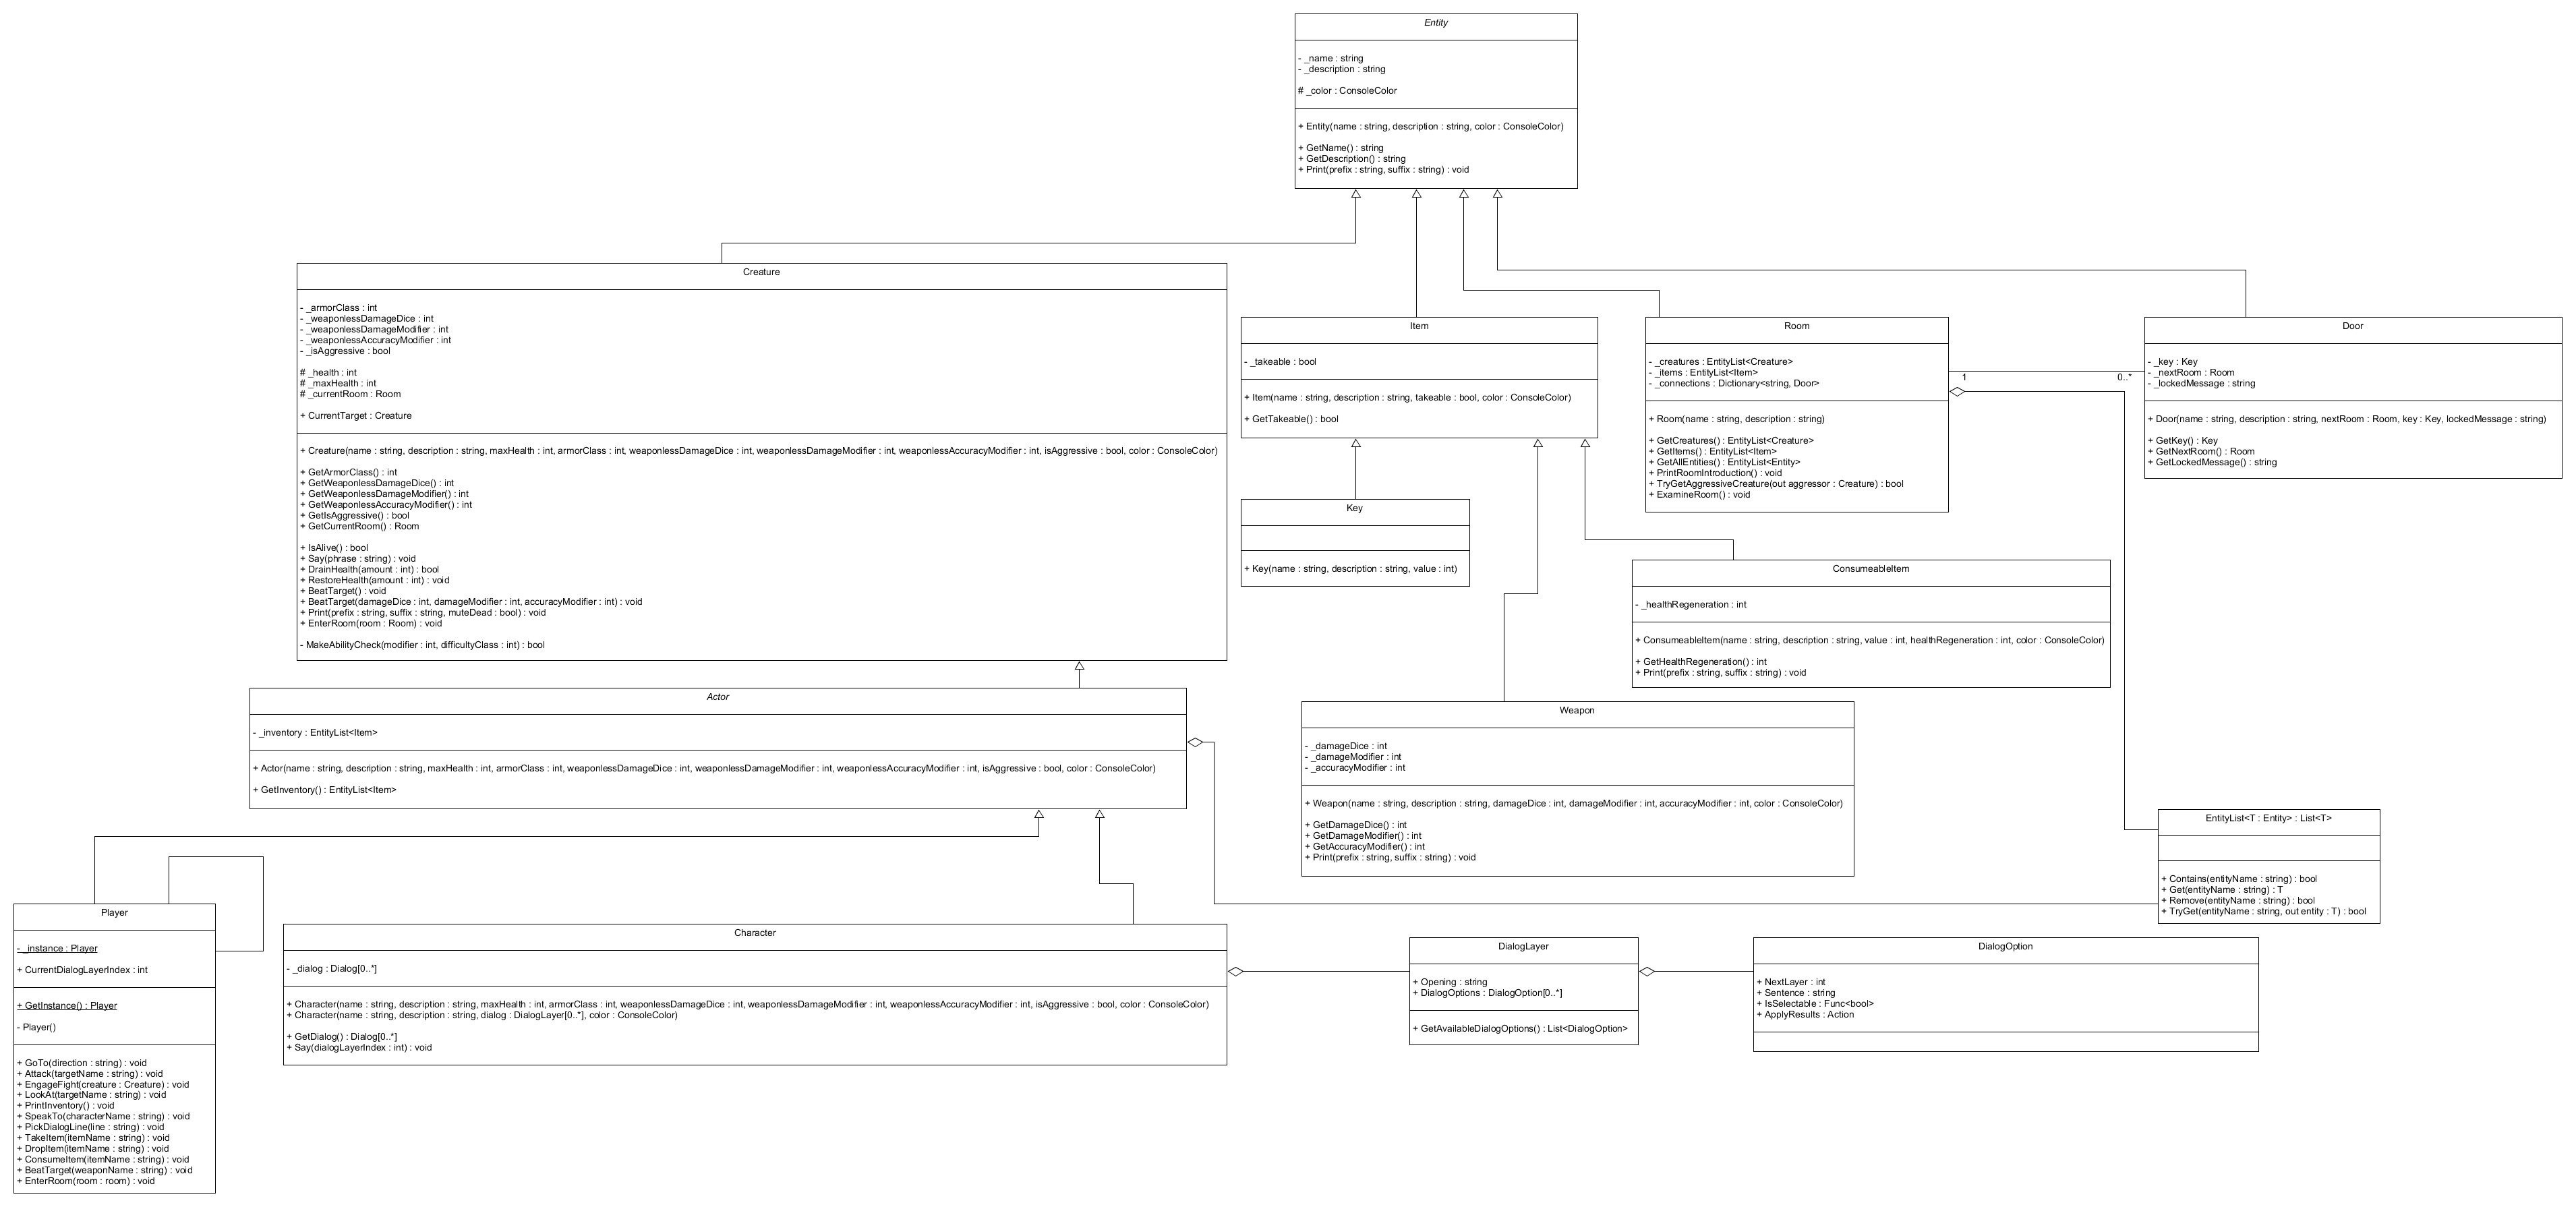 Entity
- _name : string
- _description : string
# _color : ConsoleColor
+ Entity(name : string, description : string, color : ConsoleColor)
+ GetName() : string
+ GetDescription() : string
+ Print(prefix : string, suffix : string) : void
Creature
- _armorClass : int
- _weaponlessDamageDice : int
- _weaponlessDamageModifier : int
- _weaponlessAccuracyModifier : int
- _isAggressive : bool
# _health : int
# _maxHealth : int
# _currentRoom : Room
+ CurrentTarget : Creature
+ Creature(name : string, description : string, maxHealth : int, armorClass : int, weaponlessDamageDice : int, weaponlessDamageModifier : int, weaponlessAccuracyModifier : int, isAggressive : bool, color : ConsoleColor)
+ GetArmorClass() : int
+ GetWeaponlessDamageDice() : int
+ GetWeaponlessDamageModifier() : int
+ GetWeaponlessAccuracyModifier() : int
+ GetIsAggressive() : bool
+ GetCurrentRoom() : Room
+ IsAlive() : bool
+ Say(phrase : string) : void
+ DrainHealth(amount : int) : bool
+ RestoreHealth(amount : int) : void
+ BeatTarget() : void
+ BeatTarget(damageDice : int, damageModifier : int, accuracyModifier : int) : void
+ Print(prefix : string, suffix : string, muteDead : bool) : void
+ EnterRoom(room : Room) : void
- MakeAbilityCheck(modifier : int, difficultyClass : int) : bool
Item
- _takeable : bool
+ Item(name : string, description : string, takeable : bool, color : ConsoleColor)
+ GetTakeable() : bool
Room
- _creatures : EntityList<Creature>
- _items : EntityList<Item>
- _connections : Dictionary<string, Door>
+ Room(name : string, description : string)
+ GetCreatures() : EntityList<Creature>
+ GetItems() : EntityList<Item>
+ GetAllEntities() : EntityList<Entity>
+ PrintRoomIntroduction() : void
+ TryGetAggressiveCreature(out aggressor : Creature) : bool
+ ExamineRoom() : void
1
0..*
Door
- _key : Key
- _nextRoom : Room
- _lockedMessage : string
+ Door(name : string, description : string, nextRoom : Room, key : Key, lockedMessage : string)
+ GetKey() : Key
+ GetNextRoom() : Room
+ GetLockedMessage() : string
Key
+ Key(name : string, description : string, value : int)
ConsumeableItem
- _healthRegeneration : int
+ ConsumeableItem(name : string, description : string, value : int, healthRegeneration : int, color : ConsoleColor)
+ GetHealthRegeneration() : int
+ Print(prefix : string, suffix : string) : void
Actor
- _inventory : EntityList<Item>
+ Actor(name : string, description : string, maxHealth : int, armorClass : int, weaponlessDamageDice : int, weaponlessDamageModifier : int, weaponlessAccuracyModifier : int, isAggressive : bool, color : ConsoleColor)
+ GetInventory() : EntityList<Item>
Weapon
- _damageDice : int
- _damageModifier : int
- _accuracyModifier : int
+ Weapon(name : string, description : string, damageDice : int, damageModifier : int, accuracyModifier : int, color : ConsoleColor)
+ GetDamageDice() : int
+ GetDamageModifier() : int
+ GetAccuracyModifier() : int
+ Print(prefix : string, suffix : string) : void
EntityList<T : Entity> : List<T>
+ Contains(entityName : string) : bool
+ Get(entityName : string) : T
+ Remove(entityName : string) : bool
+ TryGet(entityName : string, out entity : T) : bool
Player
- _instance : Player
+ CurrentDialogLayerIndex : int
+ GetInstance() : Player
- Player()
+ GoTo(direction : string) : void
+ Attack(targetName : string) : void
+ EngageFight(creature : Creature) : void
+ LookAt(targetName : string) : void
+ PrintInventory() : void
+ SpeakTo(characterName : string) : void
+ PickDialogLine(line : string) : void
+ TakeItem(itemName : string) : void
+ DropItem(itemName : string) : void
+ ConsumeItem(itemName : string) : void
+ BeatTarget(weaponName : string) : void
+ EnterRoom(room : room) : void
Character
- _dialog : Dialog[0..*]
+ Character(name : string, description : string, maxHealth : int, armorClass : int, weaponlessDamageDice : int, weaponlessDamageModifier : int, weaponlessAccuracyModifier : int, isAggressive : bool, color : ConsoleColor)
+ Character(name : string, description : string, dialog : DialogLayer[0..*], color : ConsoleColor)
+ GetDialog() : Dialog[0..*]
+ Say(dialogLayerIndex : int) : void
DialogLayer
+ Opening : string
+ DialogOptions : DialogOption[0..*]
+ GetAvailableDialogOptions() : List<DialogOption>
DialogOption
+ NextLayer : int
+ Sentence : string
+ IsSelectable : Func<bool>
+ ApplyResults : Action